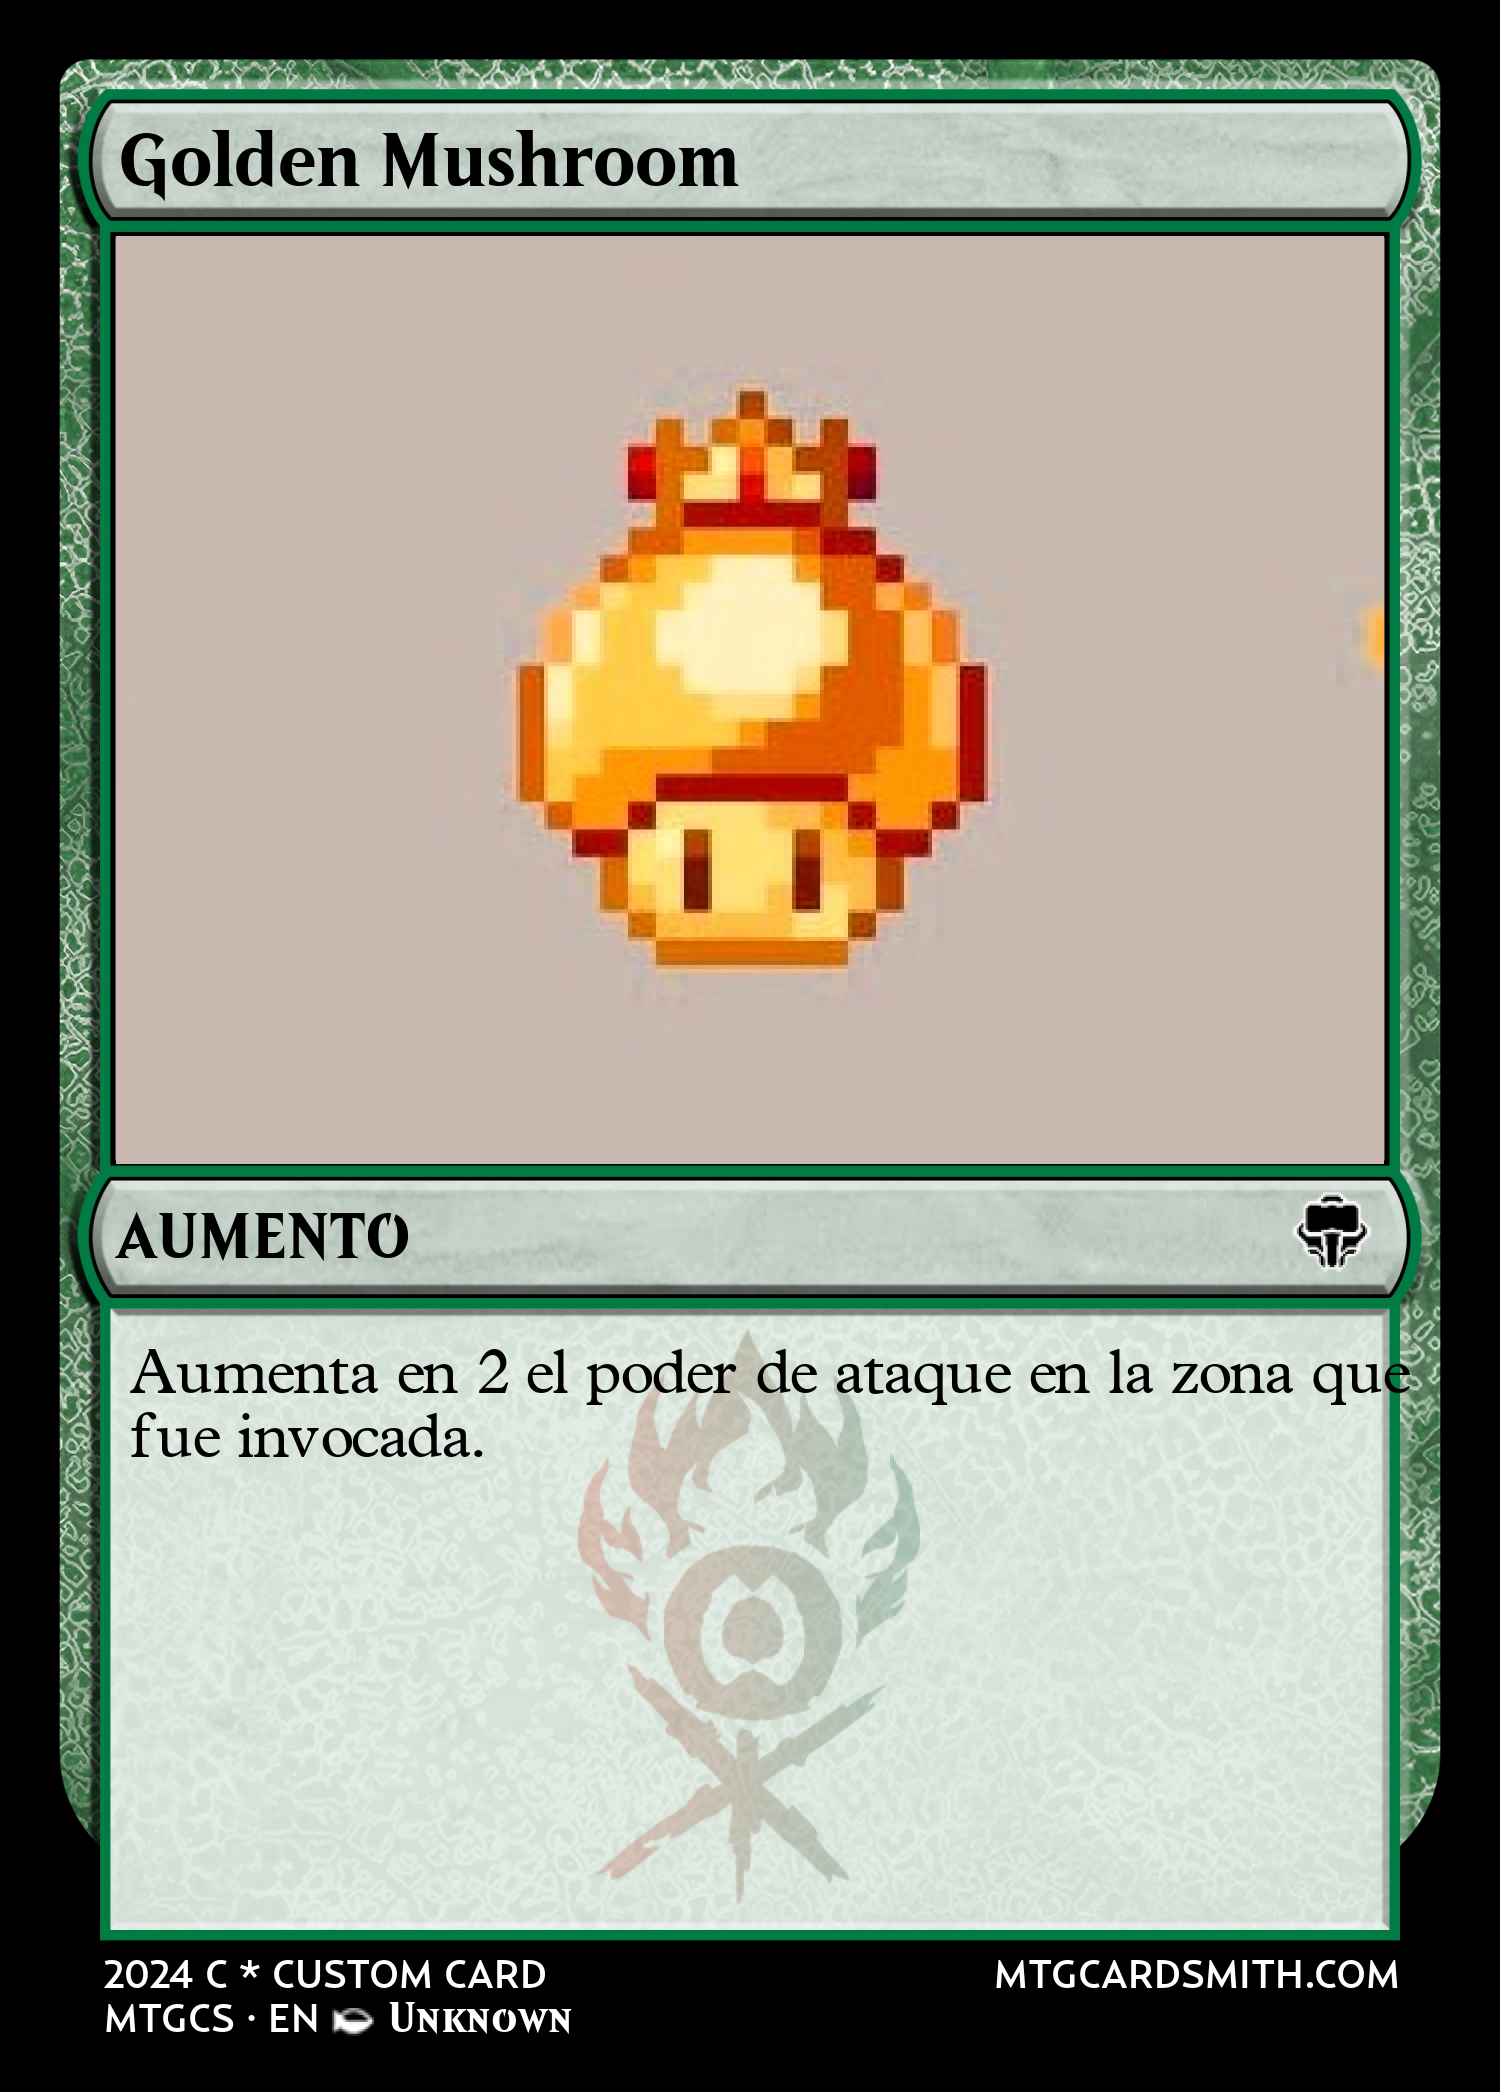 Golden Mushroom
AUMENTO
Aumenta en 2 el poder de ataque en la zona que
fue invocada.
2024 C * CUSTOM CARD
MTGCARDSMITH.COM
MTGCS · EN Unknown